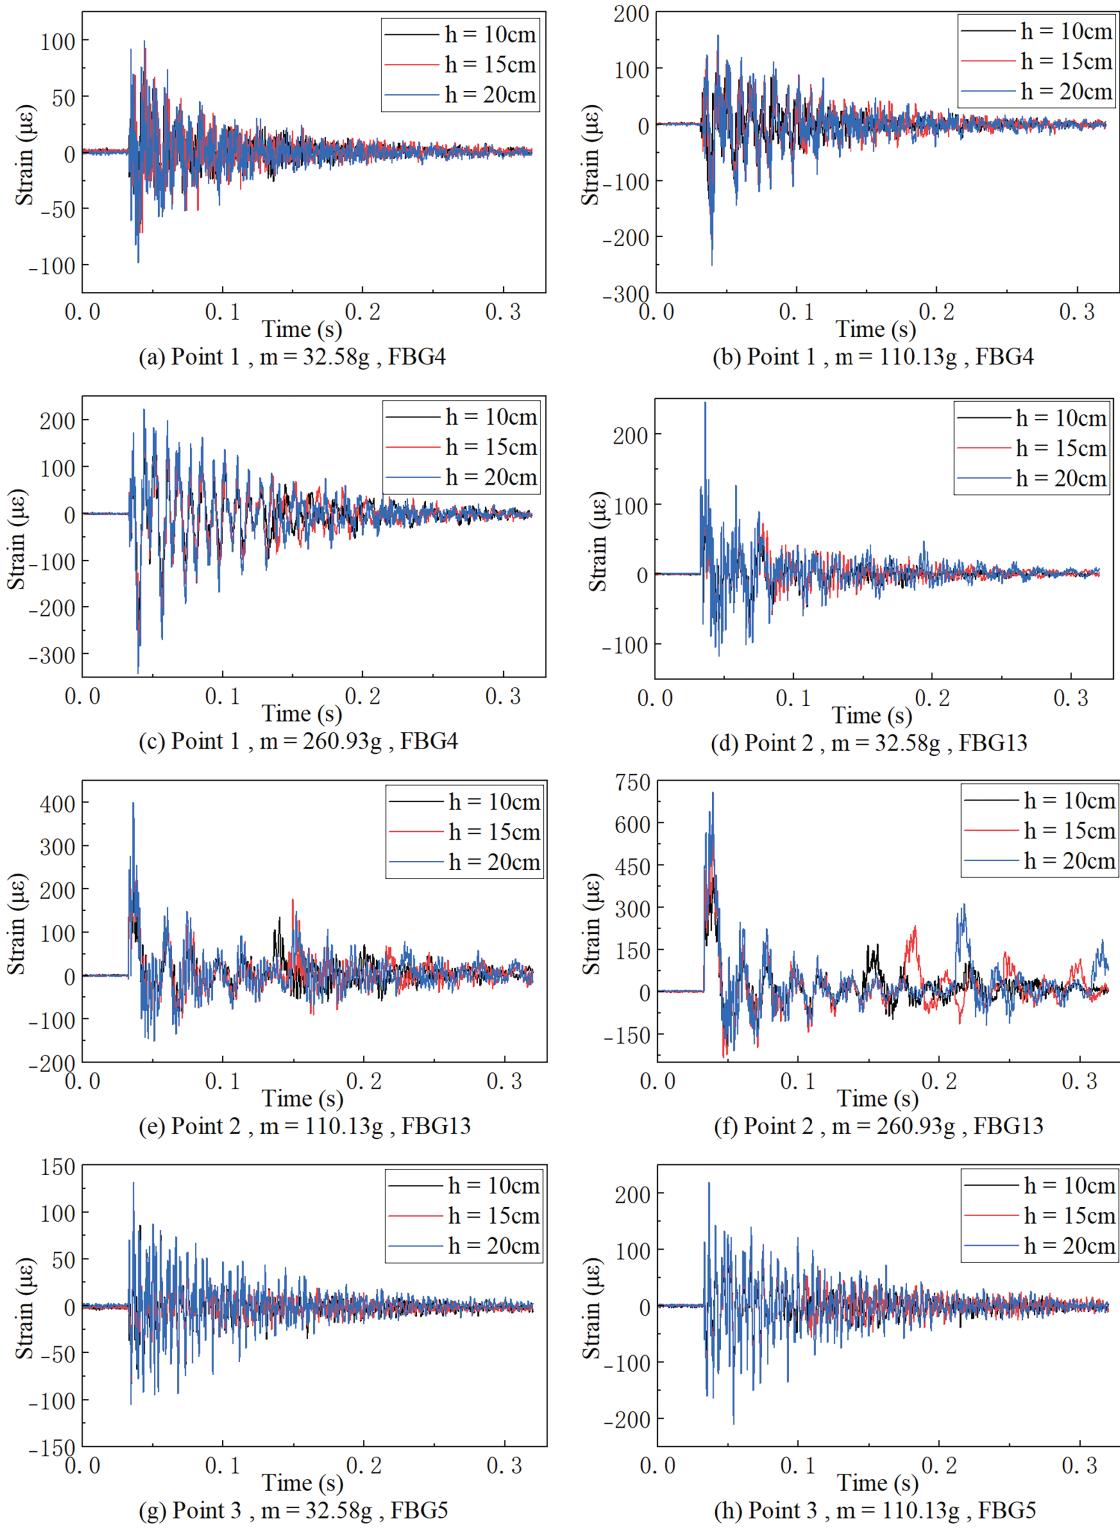 h = 10cm
h = 15cm
h = 20cm
100
50
0
-50
-100
Strain (με)
0.0 0.1 0.2 0.3
Time (s)
(a) Point 1 , m = 32.58g , FBG4
h = 10cm
h = 15cm
h = 20cm
200
100
0
-100
-200
-300
Strain (με)
0.0 0.1 0.2 0.3
Time (s)
(b) Point 1 , m = 110.13g , FBG4
h = 10cm
h = 15cm
h = 20cm
200
100
0
-100
-200
-300
Strain (με)
0.0 0.1 0.2 0.3
Time (s)
(c) Point 1 , m = 260.93g , FBG4
h = 10cm
h = 15cm
h = 20cm
200
100
0
-100
Strain (με)
0.0 0.1 0.2 0.3
Time (s)
(d) Point 2 , m = 32.58g , FBG13
h = 10cm
h = 15cm
h = 20cm
400
300
200
100
0
-100
-200
Strain (με)
0.0 0.1 0.2 0.3
Time (s)
(e) Point 2 , m = 110.13g , FBG13
h = 10cm
h = 15cm
h = 20cm
750
600
450
300
150
0
-150
Strain (με)
0.0 0.1 0.2 0.3
Time (s)
(f) Point 2 , m = 260.93g , FBG13
h = 10cm
h = 15cm
h = 20cm
150
100
50
0
-50
-100
-150
Strain (με)
0.0 0.1 0.2 0.3
Time (s)
(g) Point 3 , m = 32.58g , FBG5
h = 10cm
h = 15cm
h = 20cm
200
100
0
-100
-200
Strain (με)
0.0 0.1 0.2 0.3
Time (s)
(h) Point 3 , m = 110.13g , FBG5